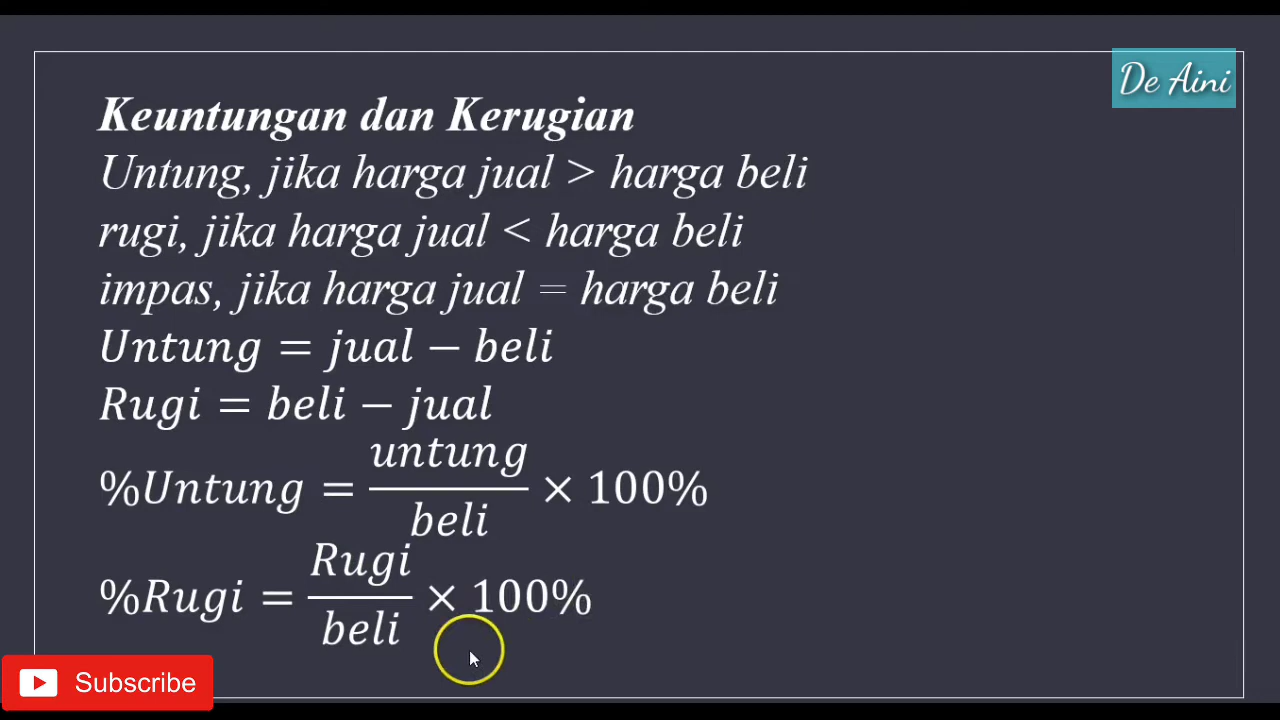 De Aini
Keuntungan dan Kerugian
Untung, jika harga jual > harga beli
rugi, jika harga jual < harga beli
impas, jika harga jual = harga beli
Untung = jual − beli
Rugi = beli − jual
%Untung = untung/beli × 100%
%Rugi = Rugi/beli × 100%
Subscribe